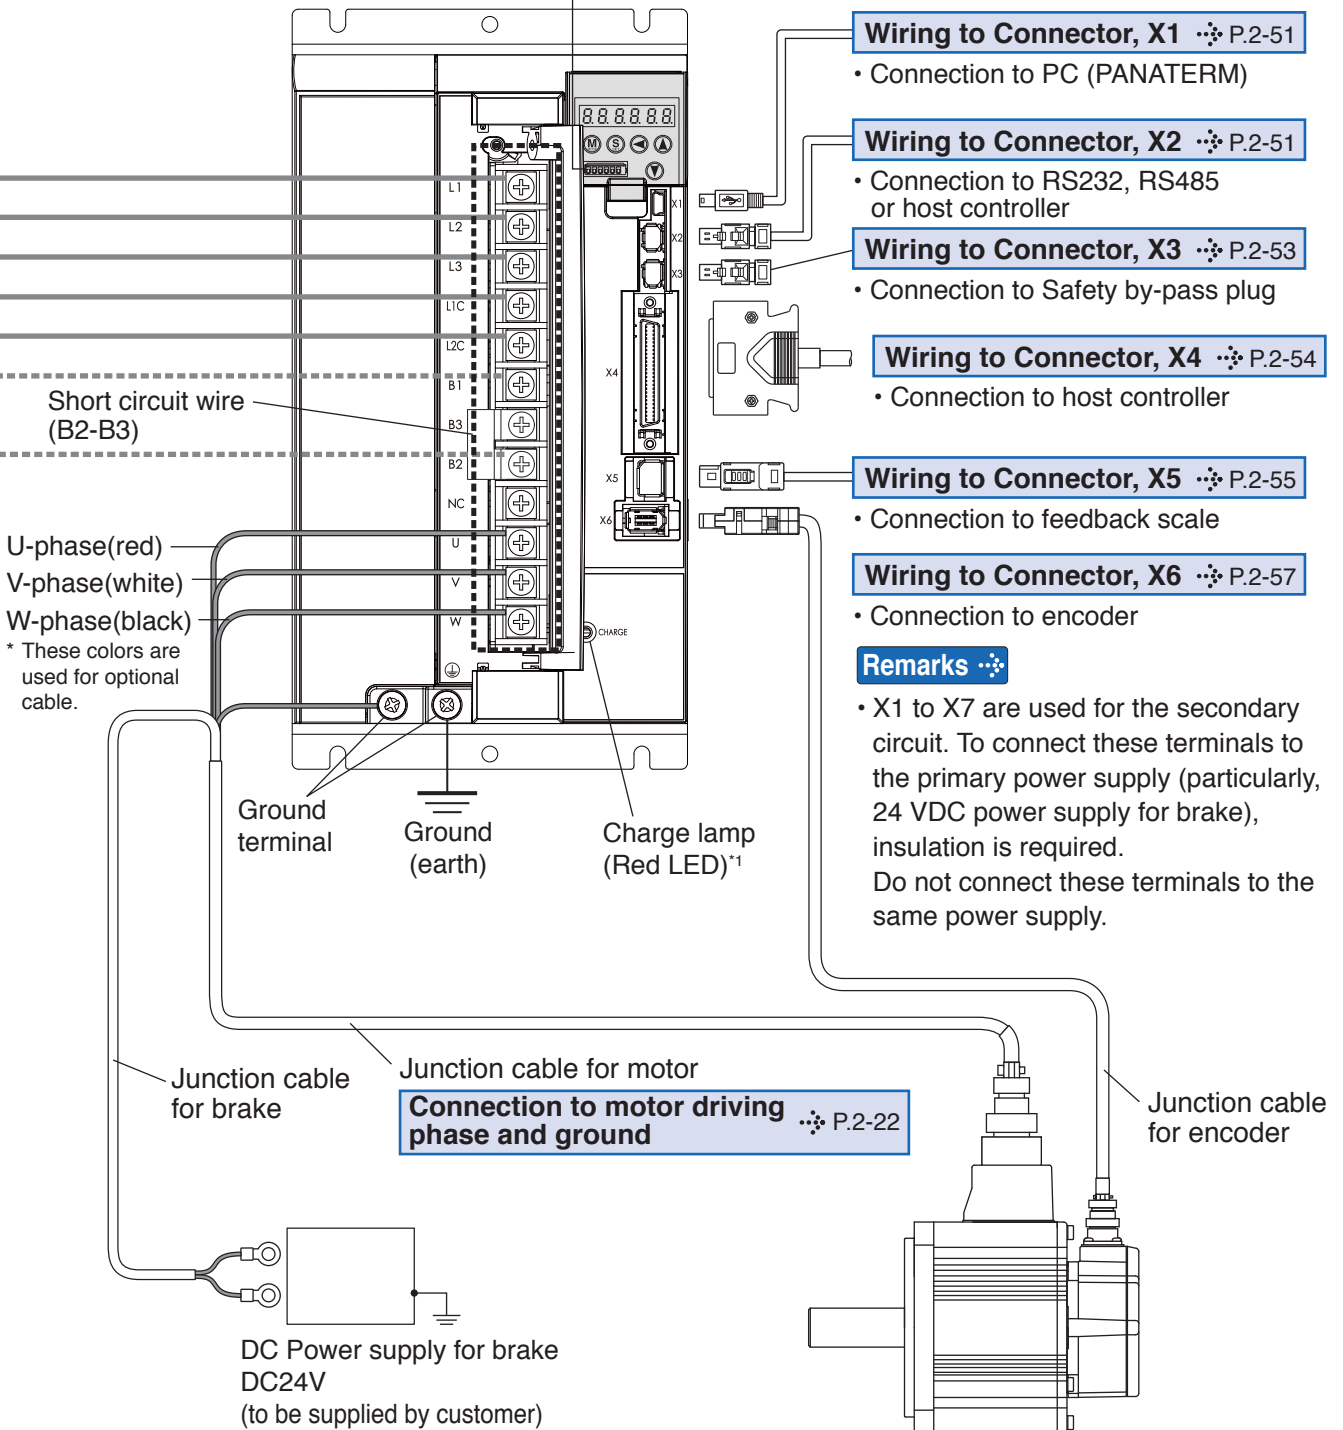 Wiring to Connector, X1 P.2-51
・Connection to PC (PANATERM)
8.8.8.8.8.8.
M S
Wiring to Connector, X2 P.2-51
・Connection to RS232, RS485
or host controller
Wiring to Connector, X3 P.2-53
・Connection to Safety by-pass plug
Wiring to Connector, X4 P.2-54
・Connection to host controller
Wiring to Connector, X5 P.2-55
・Connection to feedback scale
Wiring to Connector, X6 P.2-57
・Connection to encoder
L1
L2
L3
L1C
L2C
B1
B3
B2
NC
U
V
W
X1
X2
X3
X4
X5
X6
CHARGE
Short circuit wire
(B2-B3)
U-phase(red)
V-phase(white)
W-phase(black)
* These colors are
used for optional
cable.
Remarks
・X1 to X7 are used for the secondary
circuit. To connect these terminals to
the primary power supply (particularly,
24 VDC power supply for brake),
insulation is required.
Do not connect these terminals to the
same power supply.
Ground
terminal
Ground
(earth)
Charge lamp
(Red LED)*1
Junction cable
for brake
Junction cable for motor
Connection to motor driving
phase and ground P.2-22
Junction cable
for encoder
DC Power supply for brake
DC24V
(to be supplied by customer)